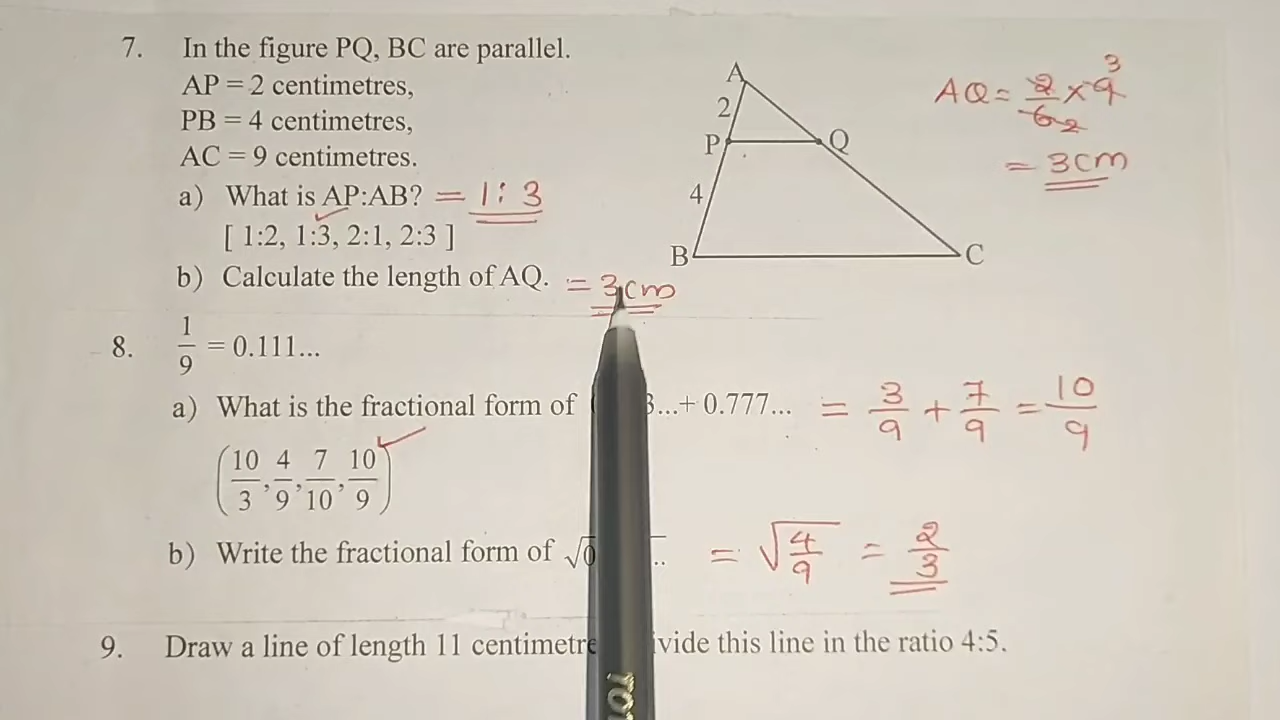 7. In the figure PQ, BC are parallel.
AP = 2 centimetres,
PB = 4 centimetres,
AC = 9 centimetres.
a) What is AP:AB? = 1:3
[ 1:2, 1:3, 2:1, 2:3 ]
b) Calculate the length of AQ. = 3cm
A
2
P
Q
4
B
C
AQ = 2/6 × 9 3
2
= 3cm
8. 1/9 = 0.111...
a) What is the fractional form of 3...+ 0.777... = 3/9 + 7/9 = 10/9
(10/3, 4/9, 7/10, 10/9)
b) Write the fractional form of √0 .. = √4/9 = 2/3
9. Draw a line of length 11 centimetre ivide this line in the ratio 4:5.